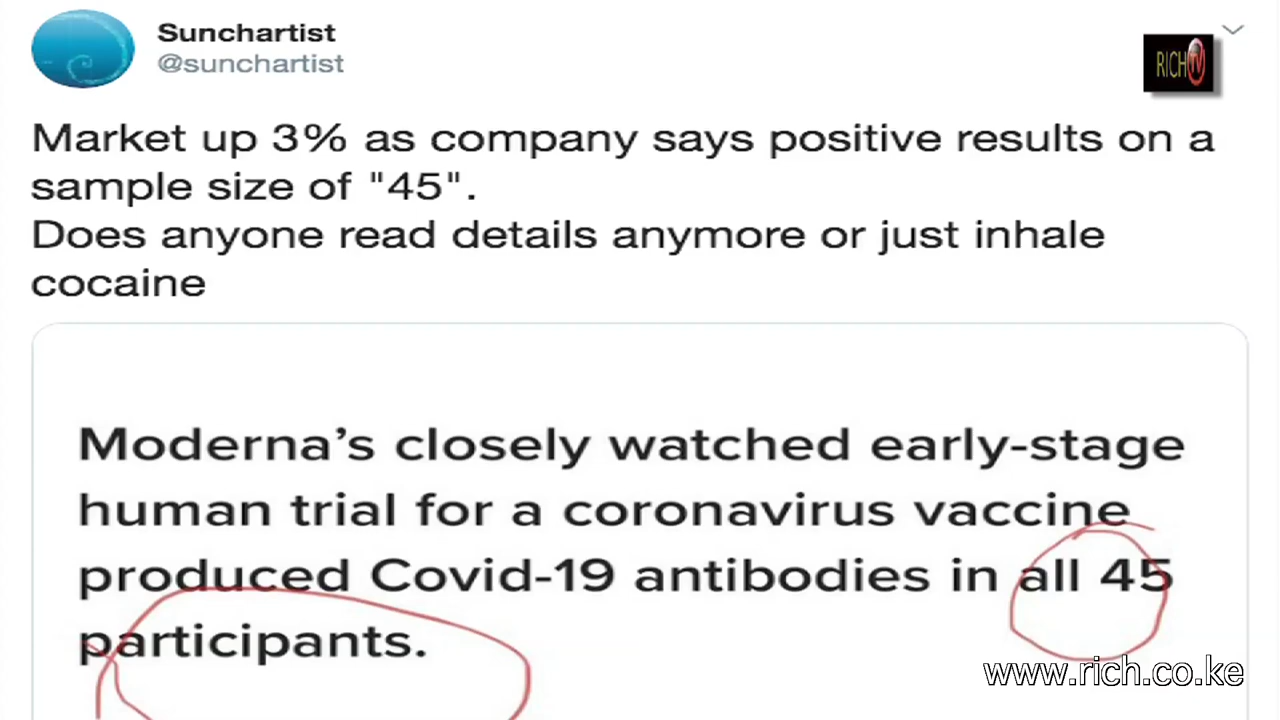 Sunchartist
@sunchartist
RICH TV
Market up 3% as company says positive results on a
sample size of "45".
Does anyone read details anymore or just inhale
cocaine
Moderna’s closely watched early-stage
human trial for a coronavirus vaccine
produced Covid-19 antibodies in all 45
participants.
www.rich.co.ke